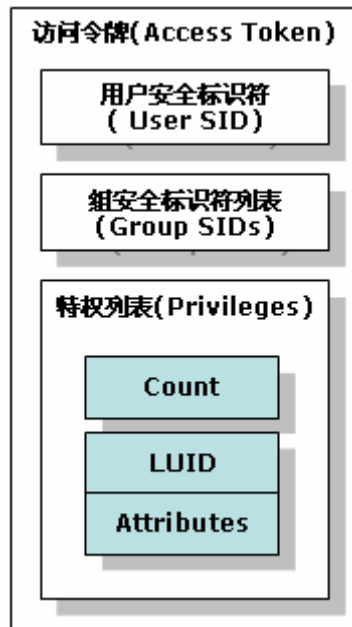 访问令牌(Access Token)
用户安全标识符
( User SID)
组安全标识符列表
(Group SIDs)
特权列表(Privileges)
Count
LUID
Attributes